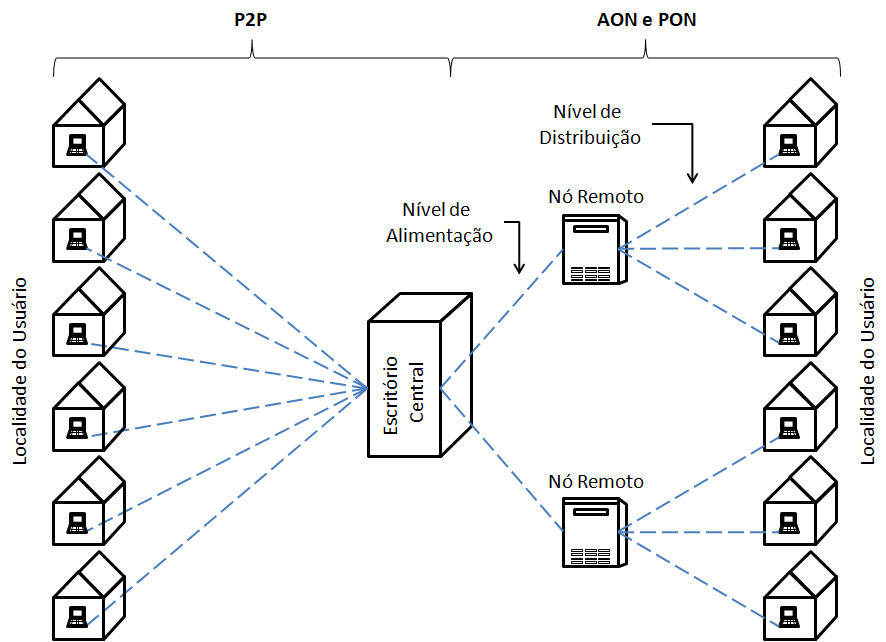 P2P
AON e PON
Nível de
Distribuição
Nó Remoto
Nível de
Alimentação
Localidade do Usuário
Escritório
Central
Localidade do Usuário
Nó Remoto